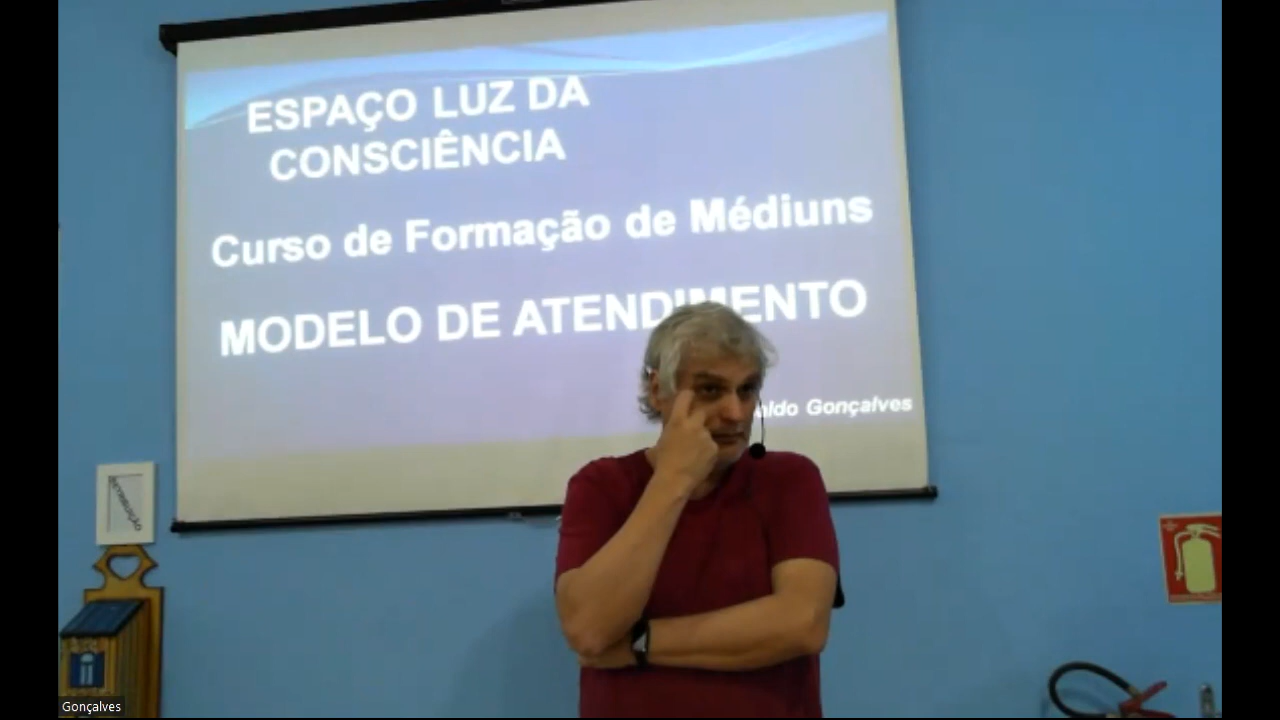 ESPAÇO LUZ DA
CONSCIÊNCIA
Curso de Formação de Médiuns
MODELO DE ATENDIMENTO
Gonçalves
Gonçalves